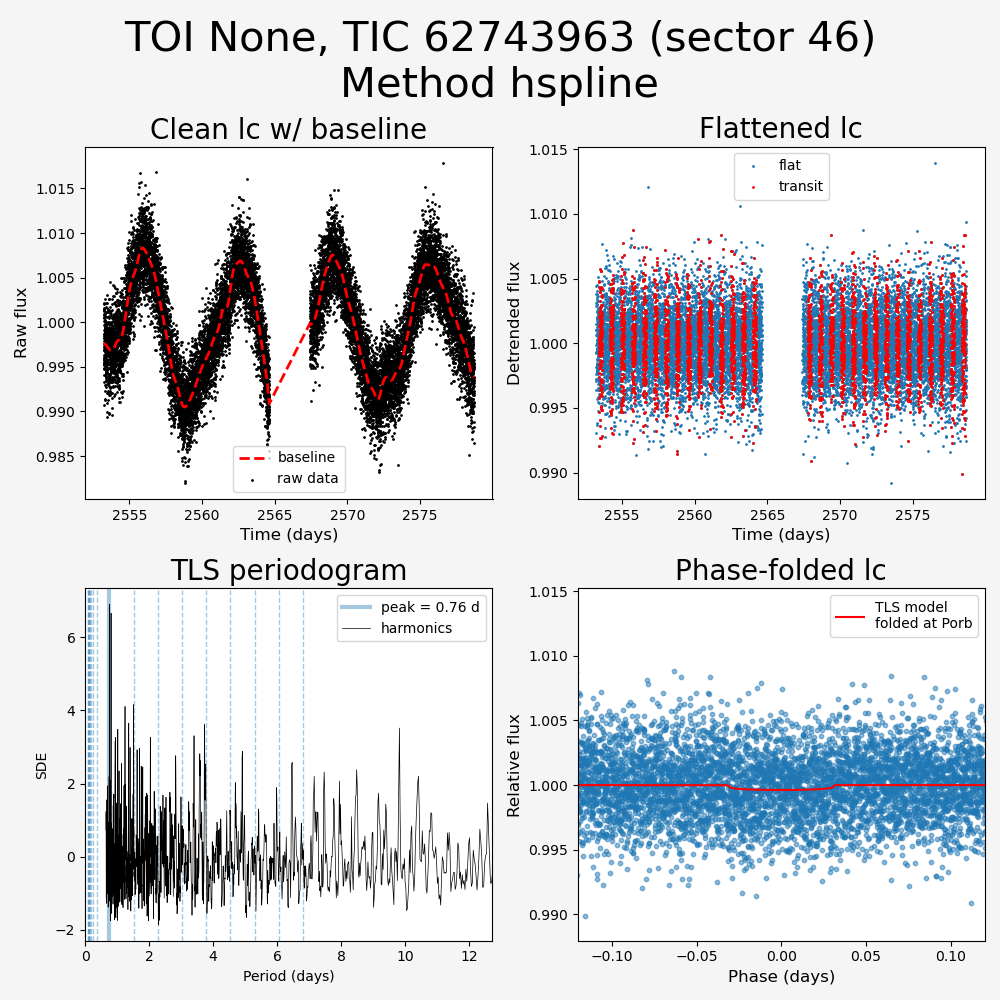 TOI None, TIC 62743963 (sector 46)
Method hspline
Clean lc w/ baseline
1.015
1.010
1.005
1.000
0.995
0.990
0.985
Raw flux
baseline
raw data
2555
2560
2565
2570
2575
Time (days)
Flattened lc
1.015
1.010
1.005
1.000
0.995
0.990
Detrended flux
flat
transit
2555
2560
2565
2570
2575
Time (days)
TLS periodogram
6
4
2
0
−2
SDE
peak = 0.76 d
harmonics
0
2
4
6
8
10
12
Period (days)
Phase-folded lc
1.015
1.010
1.005
1.000
0.995
0.990
Relative flux
TLS model
folded at Porb
−0.10
−0.05
0.00
0.05
0.10
Phase (days)